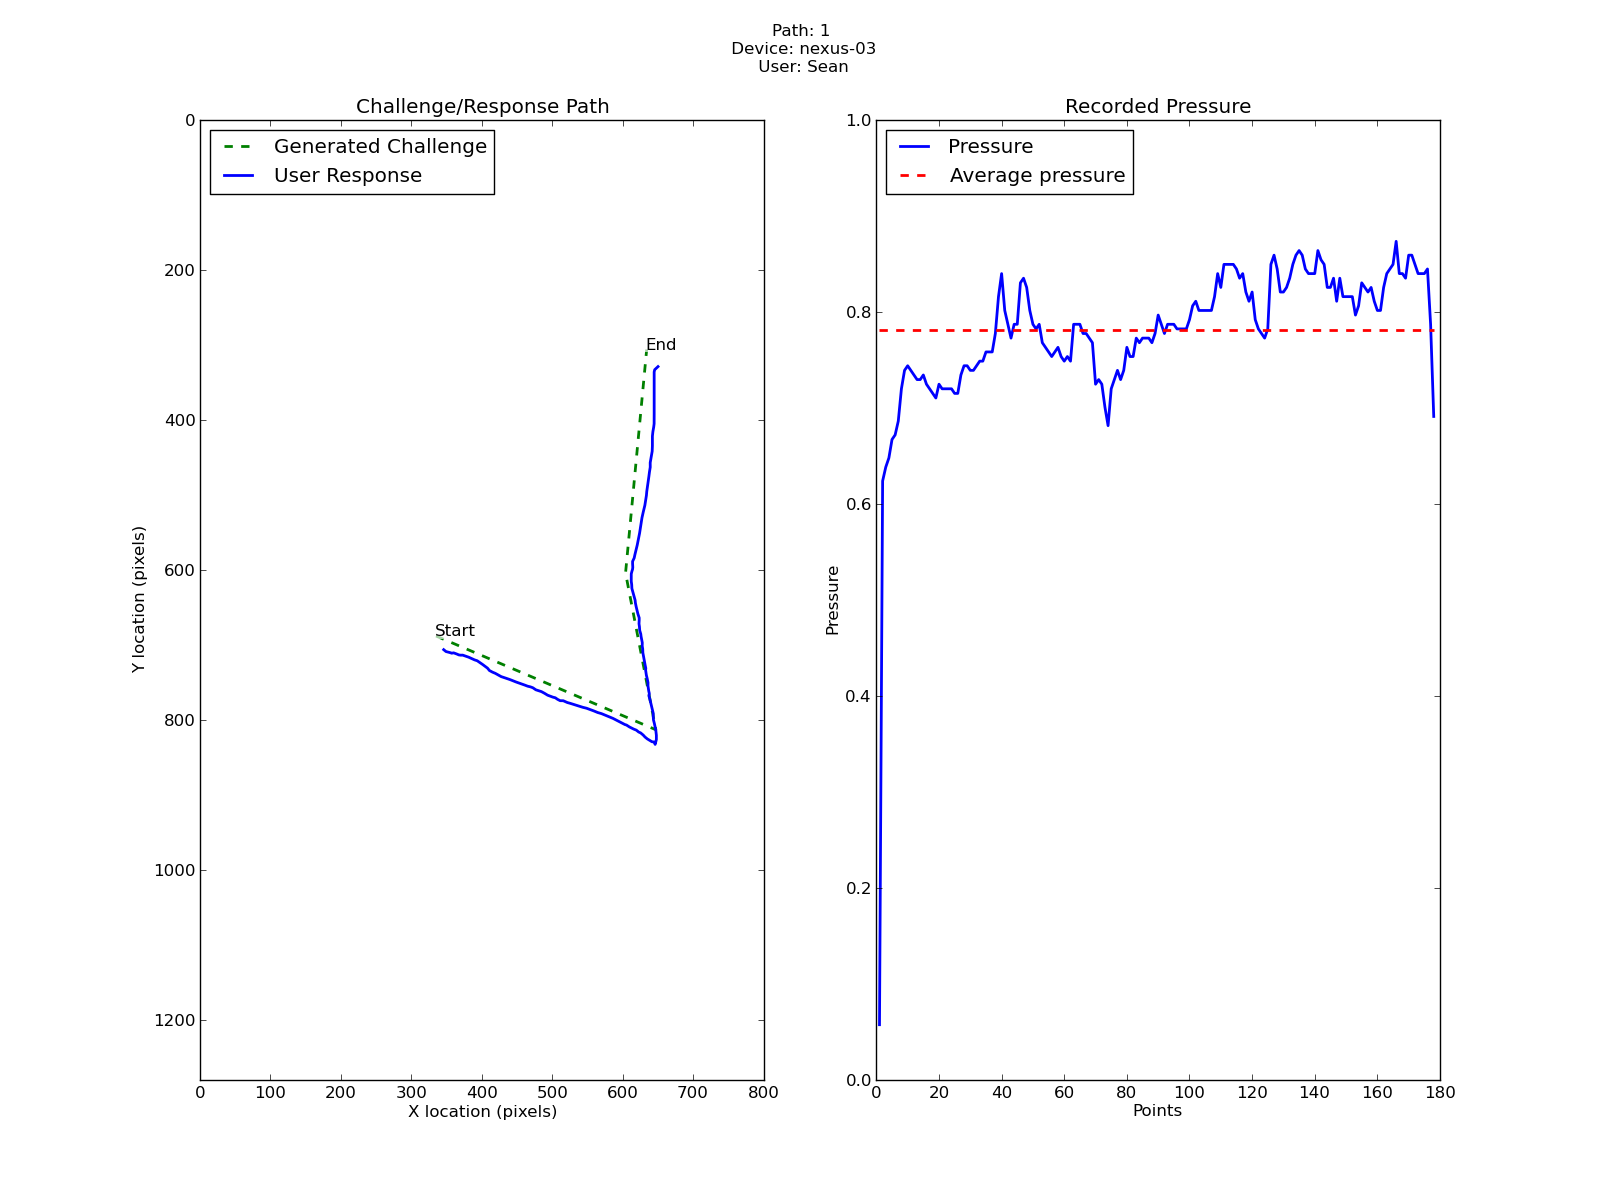 Path: 1
Device: nexus-03
User: Sean
Challenge/Response Path
Generated Challenge
User Response
0
200
400
600
800
1000
1200
Y location (pixels)
Start
End
0 100 200 300 400 500 600 700 800
X location (pixels)
Recorded Pressure
Pressure
Average pressure
1.0
0.8
0.6
0.4
0.2
0.0
Pressure
0 20 40 60 80 100 120 140 160 180
Points